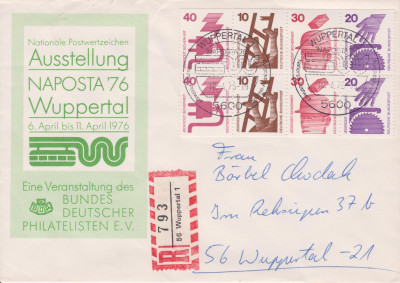 Nationale Postwertzeichen
Ausstellung
NAPOSTA '76
Wuppertal
6. April bis 11. April 1976
Eine Veranstaltung des
BUNDES
DEUTSCHER
PHILATELISTEN E.V.
40 10 30 20
40 10 30 20
WUPPERTAL
5600
WUPPERTAL
5600
R
793
56 Wuppertal 1
Frau
Bärbel
Im 37 b
56 Wuppertal -21